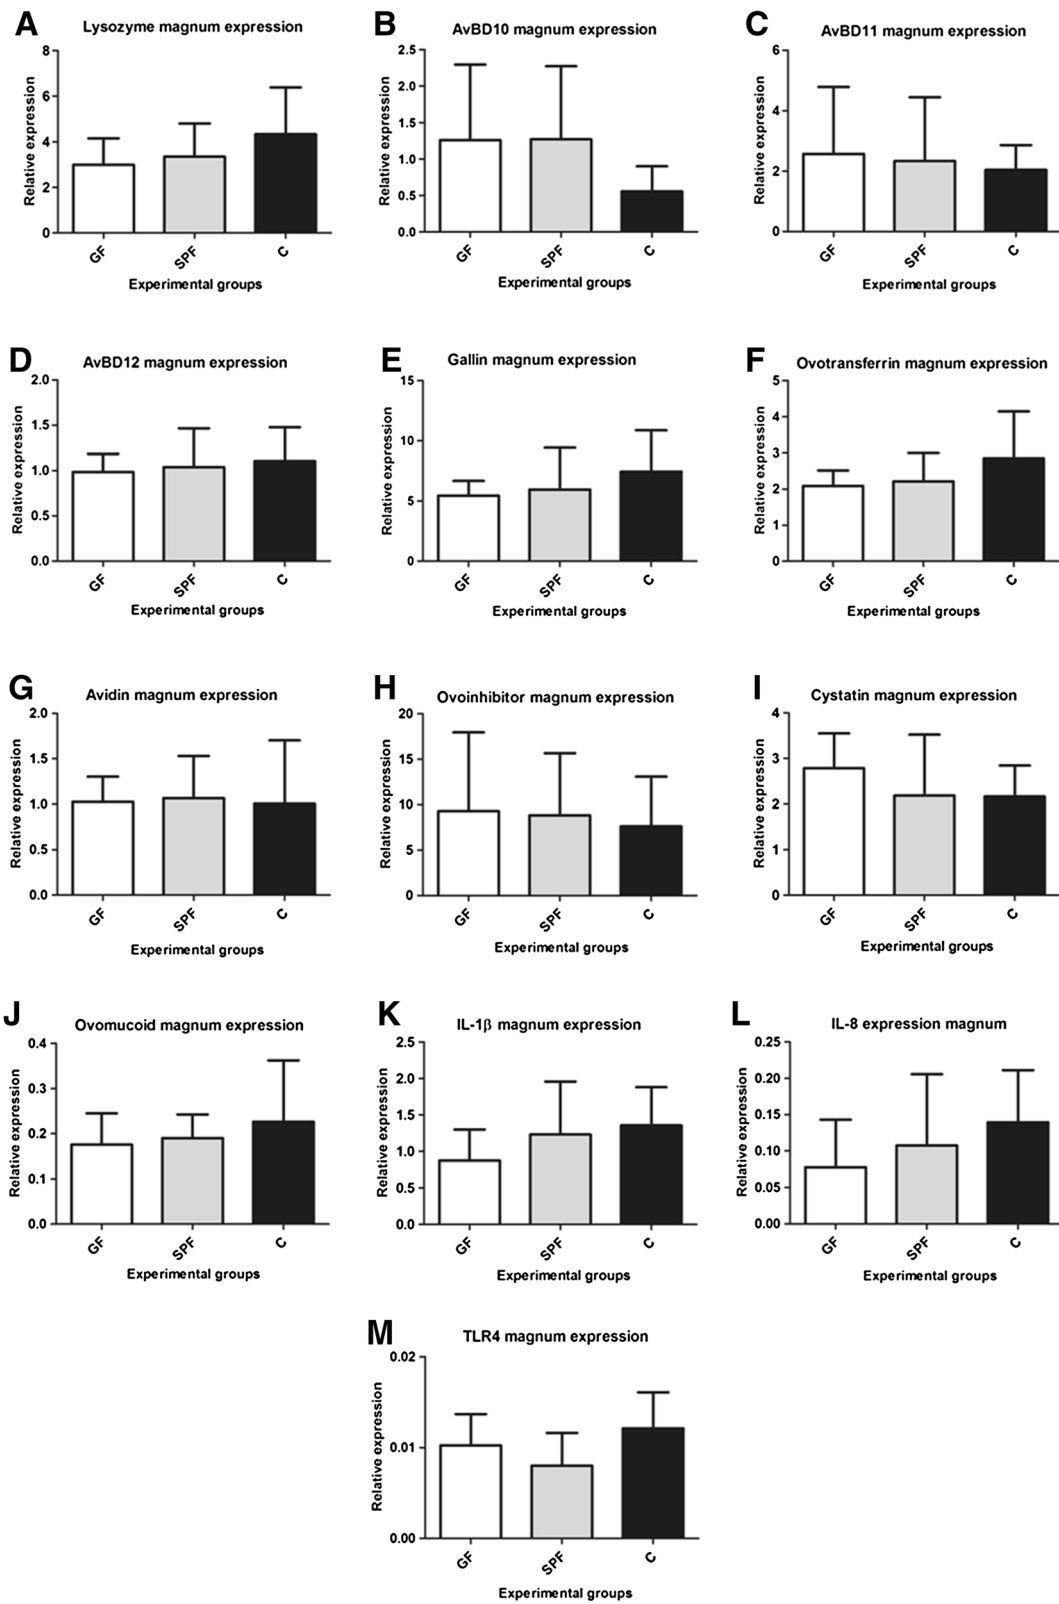 A
Lysozyme magnum expression
Relative expression
8
6
4
2
0
GF
SPF
C
Experimental groups
B
AvBD10 magnum expression
Relative expression
2.5
2.0
1.5
1.0
0.5
0.0
GF
SPF
C
Experimental groups
C
AvBD11 magnum expression
Relative expression
6
4
2
0
GF
SPF
C
Experimental groups
D
AvBD12 magnum expression
Relative expression
2.0
1.5
1.0
0.5
0.0
GF
SPF
C
Experimental groups
E
Gallin magnum expression
Relative expression
15
10
5
0
GF
SPF
C
Experimental groups
F
Ovotransferrin magnum expression
Relative expression
5
4
3
2
1
0
GF
SPF
C
Experimental groups
G
Avidin magnum expression
Relative expression
2.0
1.5
1.0
0.5
0.0
GF
SPF
C
Experimental groups
H
Ovoinhibitor magnum expression
Relative expression
20
15
10
5
0
GF
SPF
C
Experimental groups
I
Cystatin magnum expression
Relative expression
4
3
2
1
0
GF
SPF
C
Experimental groups
J
Ovomucoid magnum expression
Relative expression
0.4
0.3
0.2
0.1
0.0
GF
SPF
C
Experimental groups
K
IL-1β magnum expression
Relative expression
2.5
2.0
1.5
1.0
0.5
0.0
GF
SPF
C
Experimental groups
L
IL-8 expression magnum
Relative expression
0.25
0.20
0.15
0.10
0.05
0.00
GF
SPF
C
Experimental groups
M
TLR4 magnum expression
Relative expression
0.02
0.01
0.00
GF
SPF
C
Experimental groups